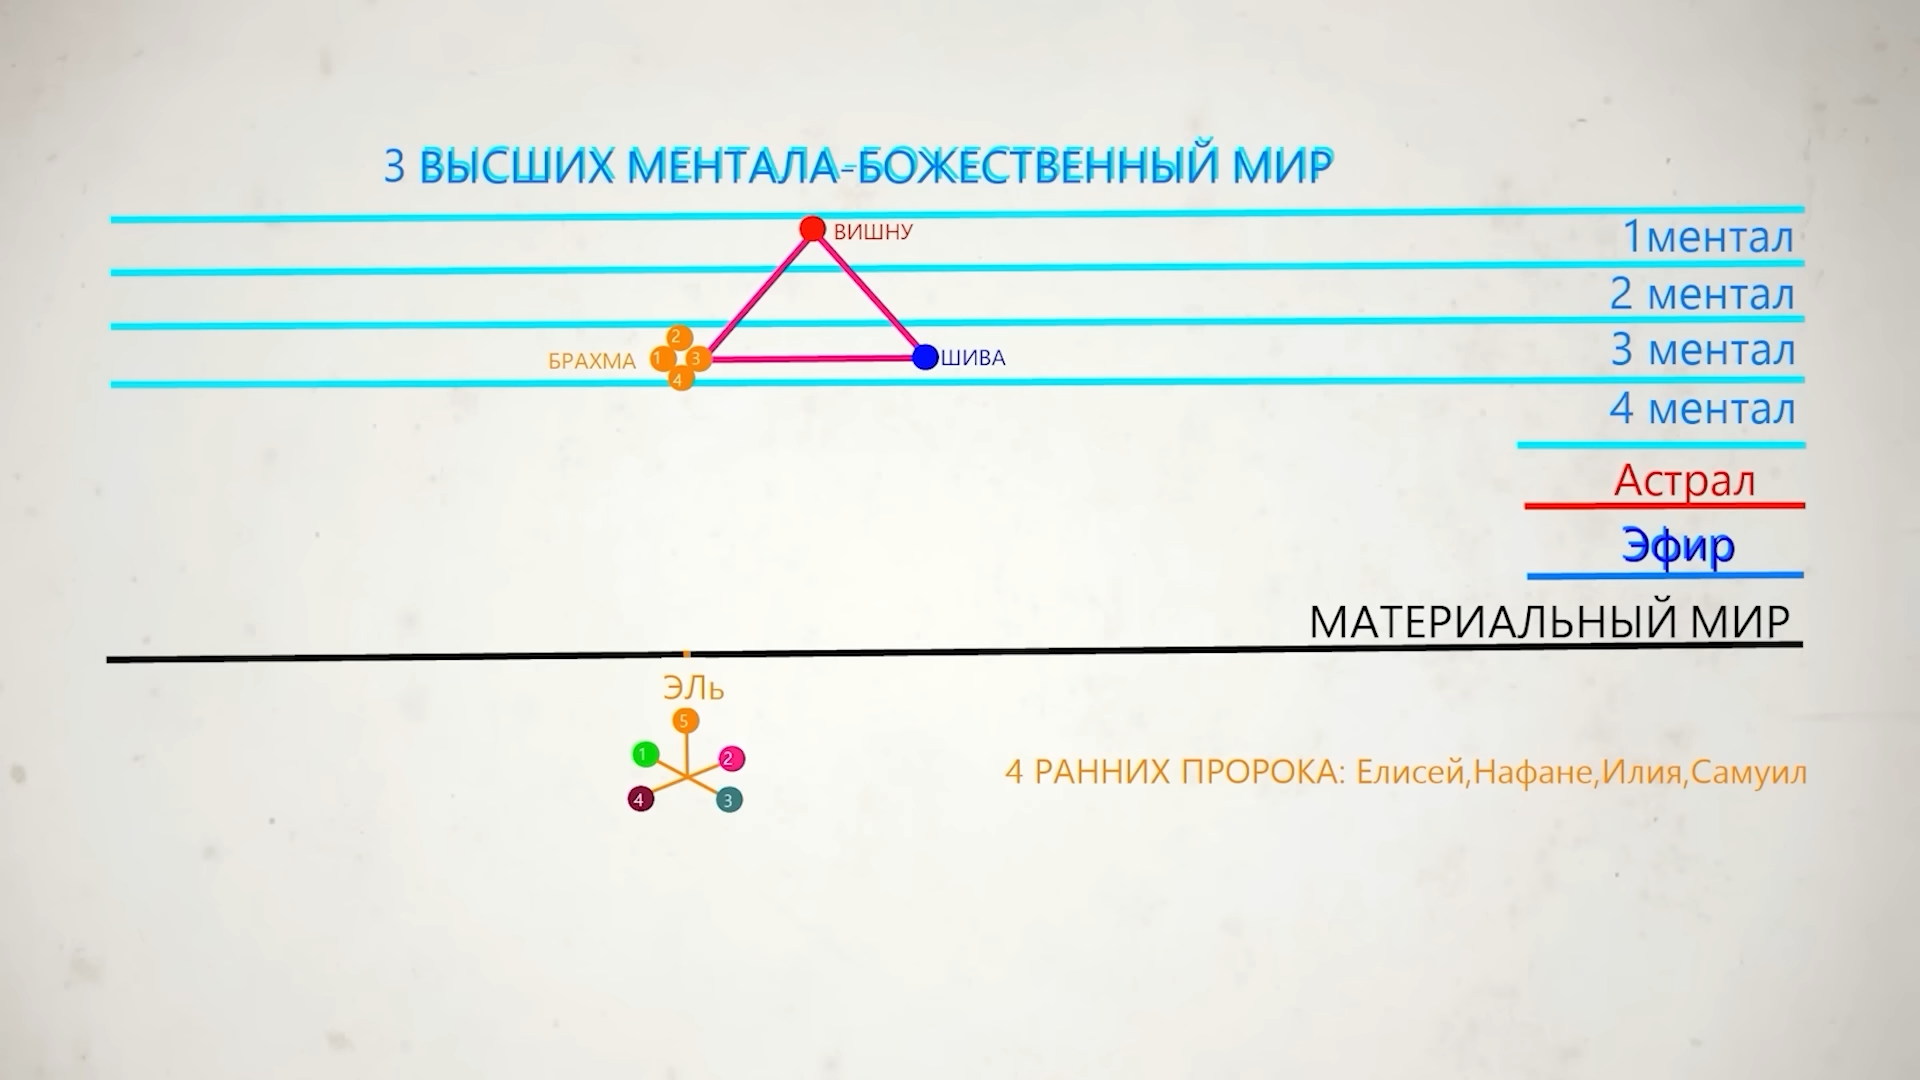 3 ВЫСШИХ МЕНТАЛА-БОЖЕСТВЕННЫЙ МИР
ВИШНУ
1ментал
2 ментал
2
БРАХМА
1
3
ШИВА
3 ментал
4
4 ментал
Астрал
Эфир
МАТЕРИАЛЬНЫЙ МИР
ЭЛЬ
5
1
2
4
3
4 РАННИХ ПРОРОКА: Елисей,Нафане,Илия,Самуил